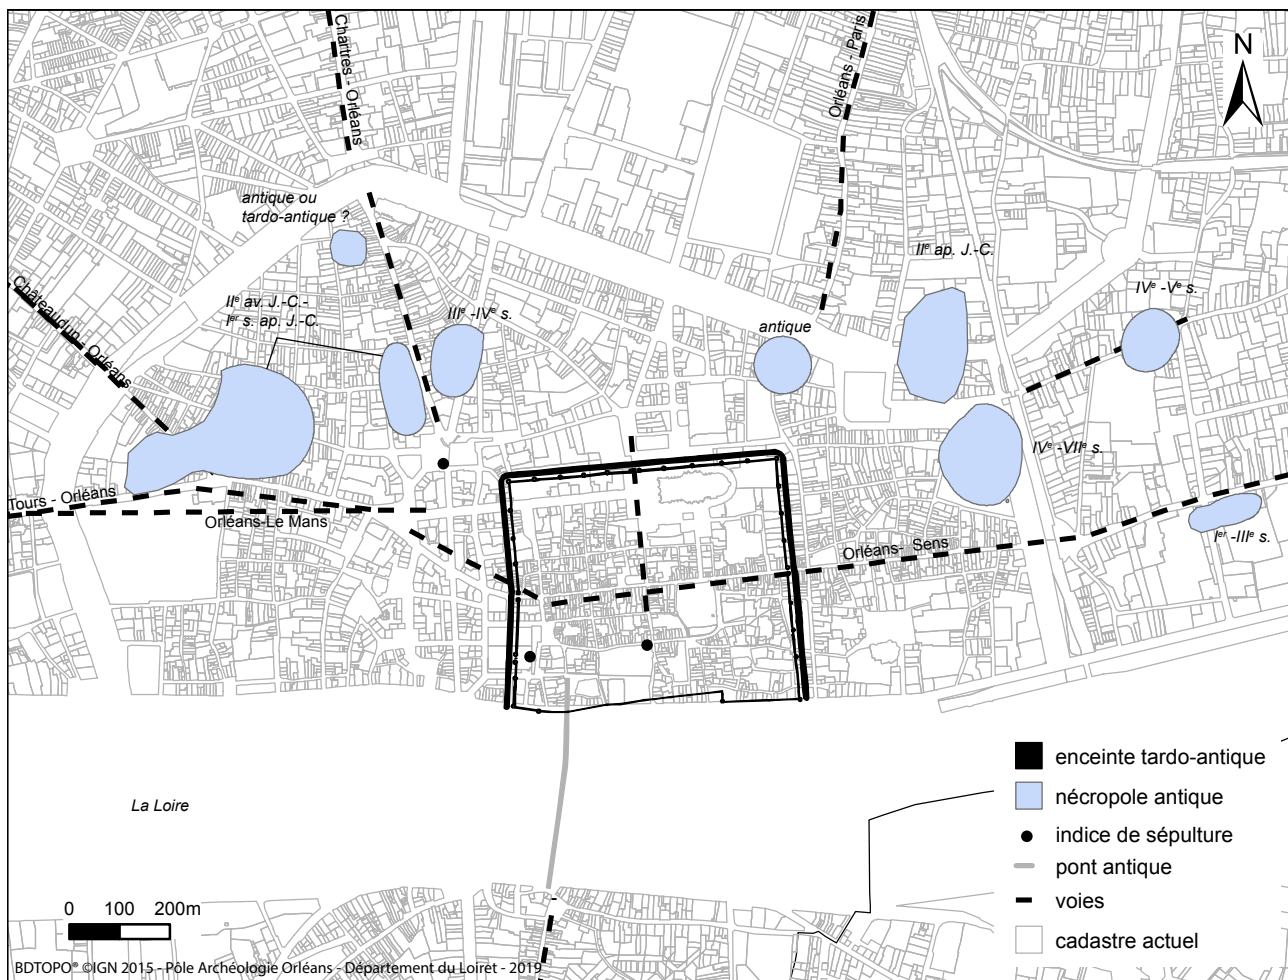 Chartres - Orléans
Orléans - Paris
N
antique ou
tardo-antique ?
IIᵉ ap. J.-C.
Châteaudun - Orléans
IIᵉ av. J.-C.-
Iᵉʳ s. ap. J.-C.
IIIᵉ -IVᵉ s.
antique
IVᵉ -Vᵉ s.
IVᵉ -VIIᵉ s.
Tours - Orléans
Orléans-Le Mans
Orléans- Sens
Iᵉʳ -IIIᵉ s.
La Loire
enceinte tardo-antique
nécropole antique
indice de sépulture
pont antique
voies
cadastre actuel
0 100 200m
BDTOPO® ©IGN 2015 - Pôle Archéologie Orléans - Département du Loiret - 2019